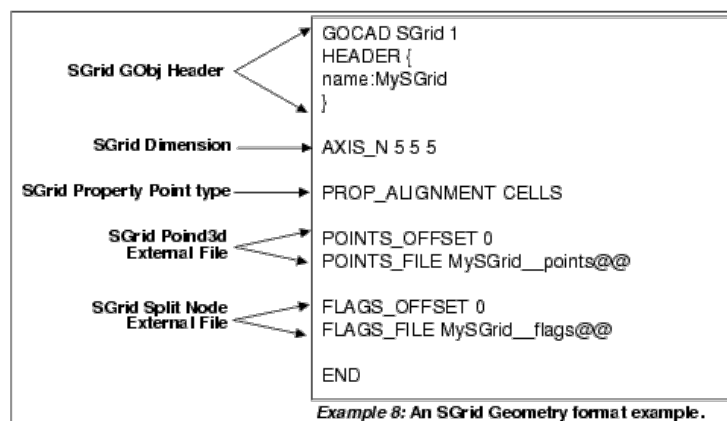 GOCAD SGrid 1
SGrid GObj Header
HEADER {
name:MySGrid
}
SGrid Dimension
AXIS_N 5 5 5
SGrid Property Point type
PROP_ALIGNMENT CELLS
SGrid Poind3d
External File
POINTS_OFFSET 0
POINTS_FILE MySGrid__points@@
SGrid Split Node
External File
FLAGS_OFFSET 0
FLAGS_FILE MySGrid__flags@@
END
Example 8: An SGrid Geometry format example.